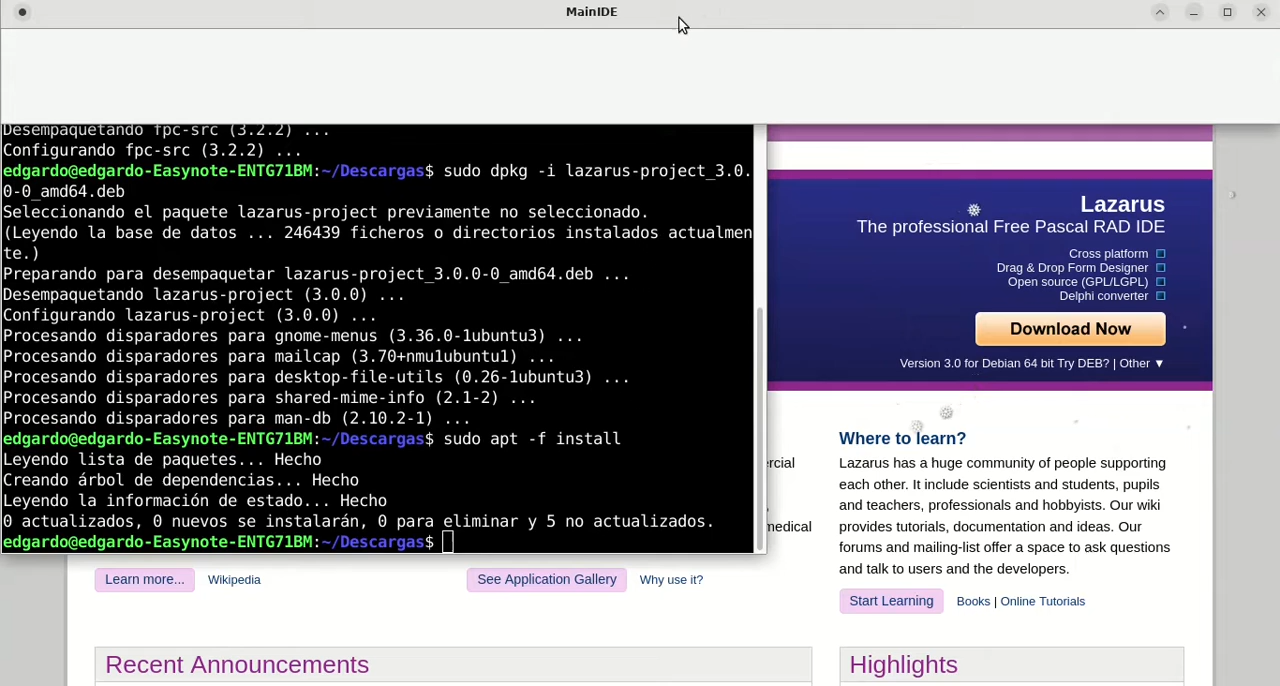 MainIDE
Desempaquetando fpc-src (3.2.2) ...
Configurando fpc-src (3.2.2) ...
edgardo@edgardo-Easynote-ENTG71BM:~/Descargas$ sudo dpkg -i lazarus-project_3.0.
0-0_amd64.deb
Seleccionando el paquete lazarus-project previamente no seleccionado.
(Leyendo la base de datos ... 246439 ficheros o directorios instalados actualmen
te.)
Preparando para desempaquetar lazarus-project_3.0.0-0_amd64.deb ...
Desempaquetando lazarus-project (3.0.0) ...
Configurando lazarus-project (3.0.0) ...
Procesando disparadores para gnome-menus (3.36.0-1ubuntu3) ...
Procesando disparadores para mailcap (3.70+nmu1ubuntu1) ...
Procesando disparadores para desktop-file-utils (0.26-1ubuntu3) ...
Procesando disparadores para shared-mime-info (2.1-2) ...
Procesando disparadores para man-db (2.10.2-1) ...
edgardo@edgardo-Easynote-ENTG71BM:~/Descargas$ sudo apt -f install
Leyendo lista de paquetes... Hecho
Creando árbol de dependencias... Hecho
Leyendo la información de estado... Hecho
0 actualizados, 0 nuevos se instalarán, 0 para eliminar y 5 no actualizados.
edgardo@edgardo-Easynote-ENTG71BM:~/Descargas$
Lazarus
The professional Free Pascal RAD IDE
Cross platform
Drag & Drop Form Designer
Open source (GPL/LGPL)
Delphi converter
Download Now
Version 3.0 for Debian 64 bit Try DEB? | Other ▼
rcial
medical
Learn more... Wikipedia
See Application Gallery Why use it?
Where to learn?
Lazarus has a huge community of people supporting
each other. It include scientists and students, pupils
and teachers, professionals and hobbyists. Our wiki
provides tutorials, documentation and ideas. Our
forums and mailing-list offer a space to ask questions
and talk to users and the developers.
Start Learning Books | Online Tutorials
Recent Announcements
Highlights